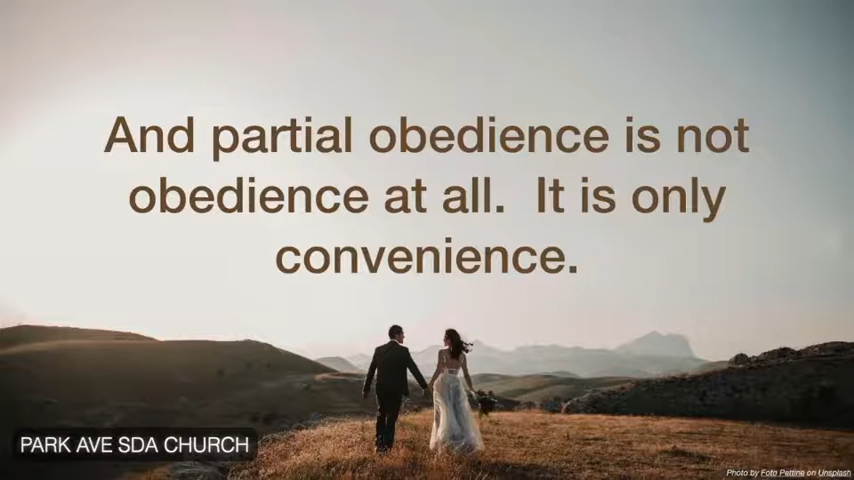 And partial obedience is not
obedience at all.  It is only
convenience.
PARK AVE SDA CHURCH
Photo by Foto Pettine on Unsplash